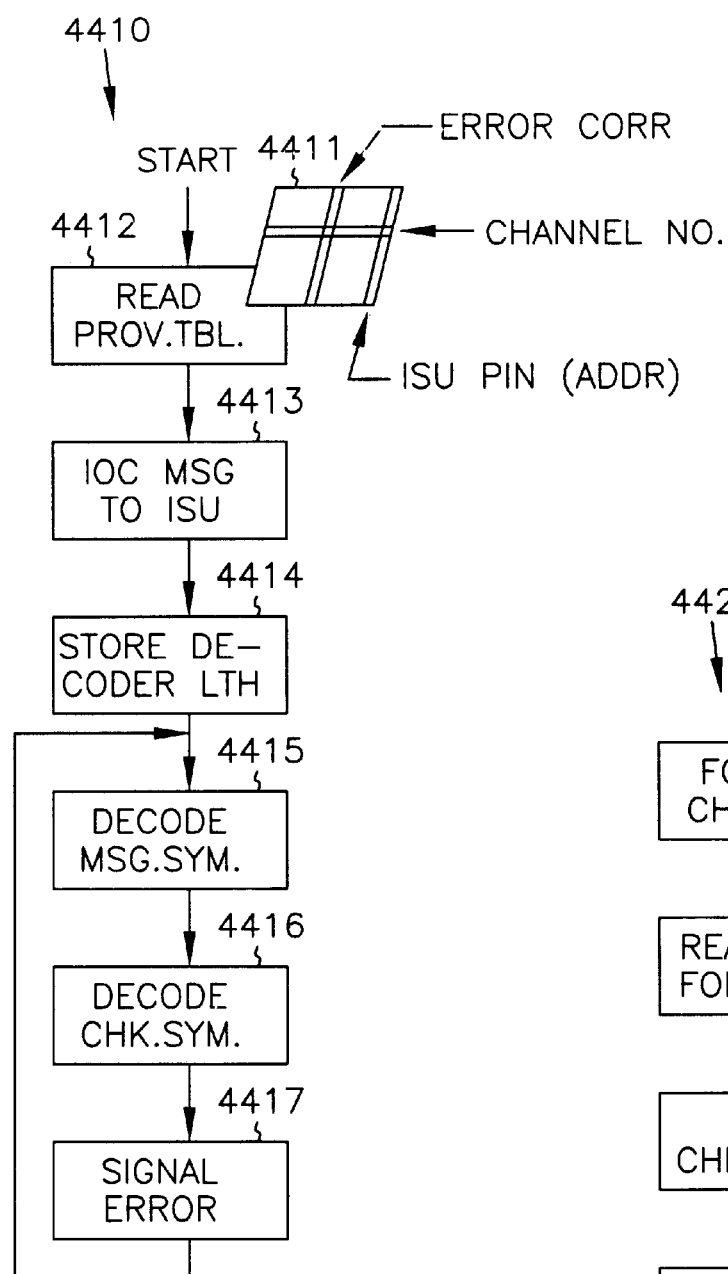 4410
START
4411
ERROR CORR
CHANNEL NO.
ISU PIN (ADDR)
4412
READ
PROV.TBL.
4413
IOC MSG
TO ISU
4414
STORE DE-
CODER LTH
4415
DECODE
MSG.SYM.
4416
DECODE
CHK.SYM.
4417
SIGNAL
ERROR